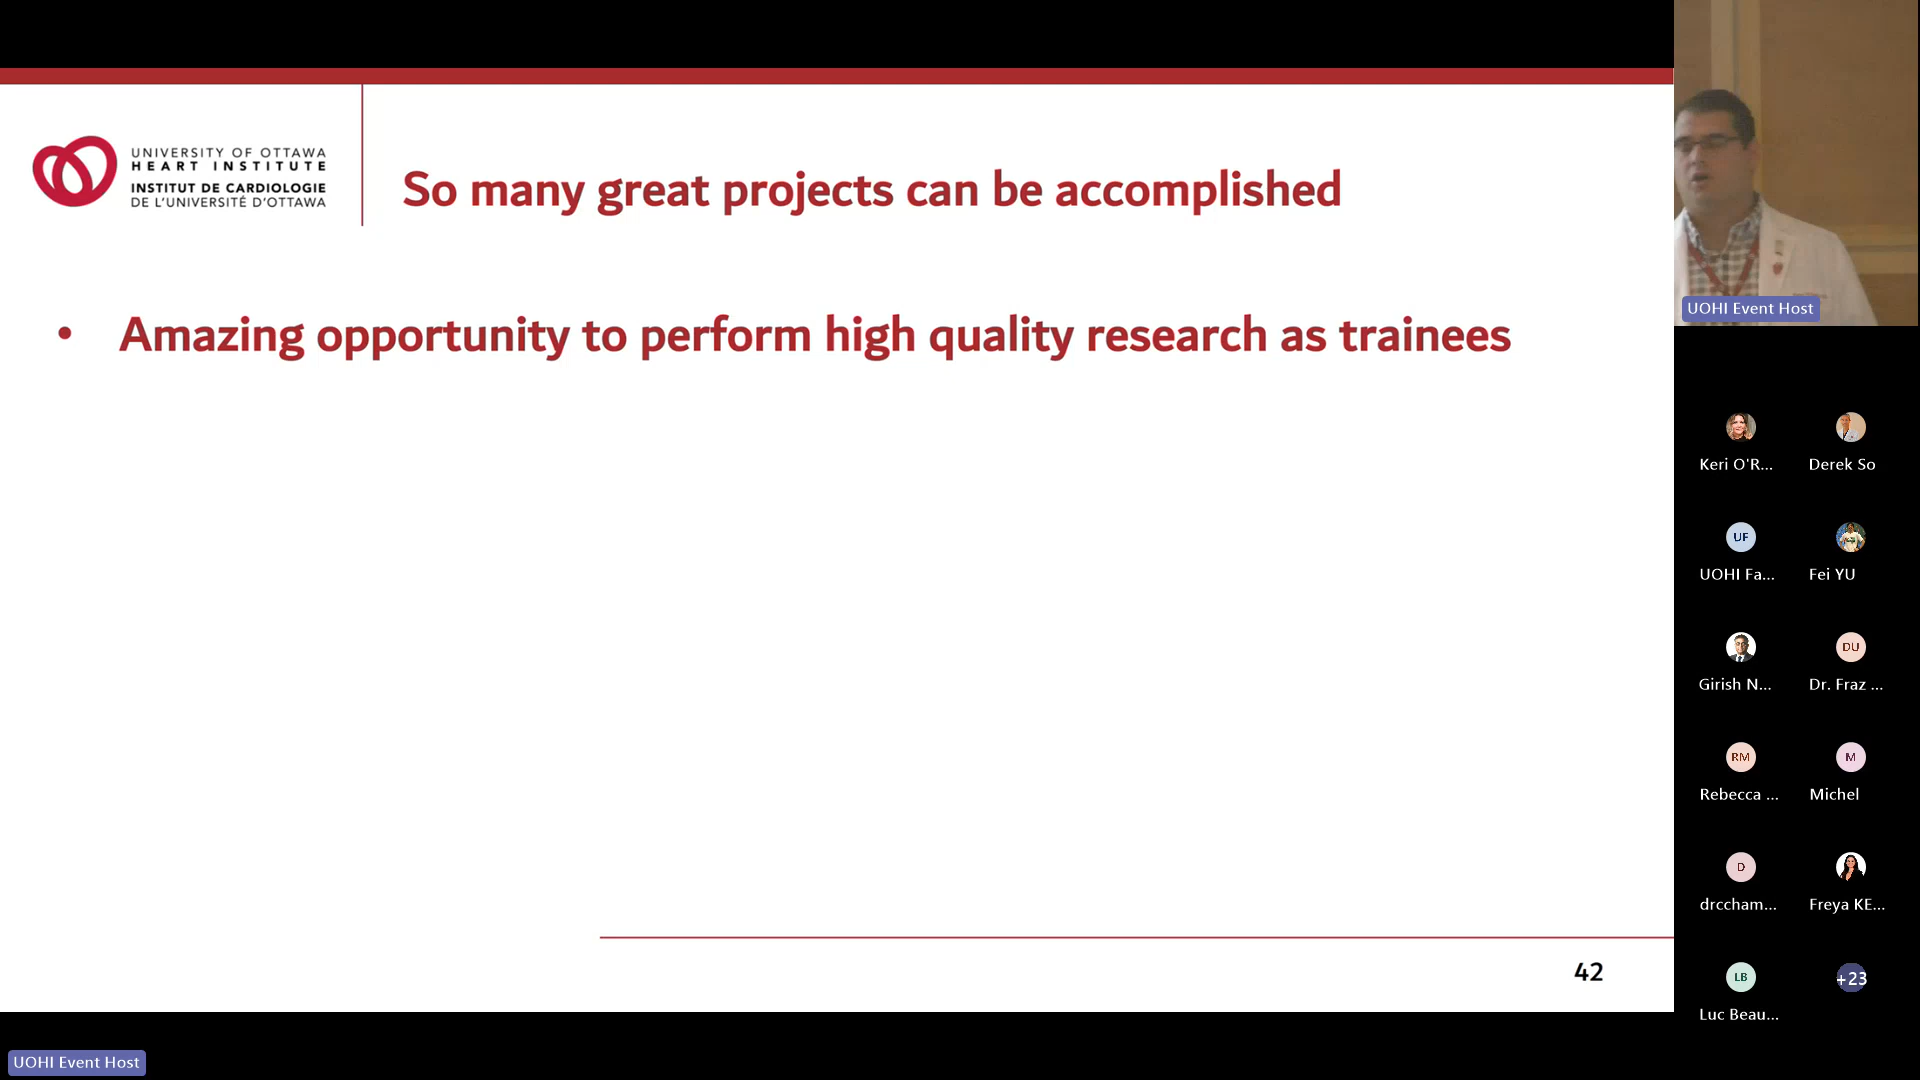 UNIVERSITY OF OTTAWA
HEART INSTITUTE
INSTITUT DE CARDIOLOGIE
DE L'UNIVERSITÉ D'OTTAWA
So many great projects can be accomplished
• Amazing opportunity to perform high quality research as trainees
42
UOHI Event Host
Keri O'R...
Derek So
UF
UOHI Fa...
Fei YU
DU
Girish N...
Dr. Fraz ...
RM
M
Rebecca ...
Michel
D
drccham...
Freya KE...
LB
+23
Luc Beau...
UOHI Event Host